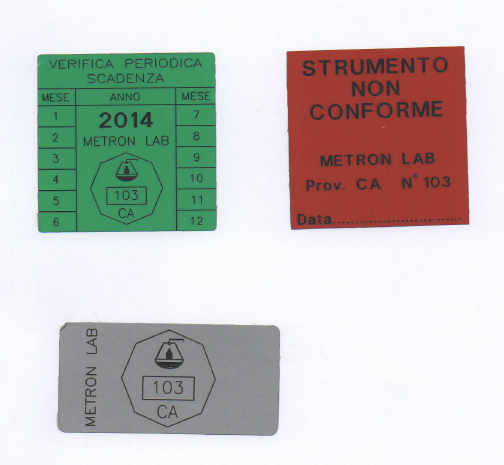 VERIFICA PERIODICA
SCADENZA
MESE ANNO MESE
1 2014 7
2 METRON LAB 8
3 9
4 10
5 103 11
6 CA 12
STRUMENTO
NON
CONFORME
METRON LAB
Prov. CA N° 103
Data
METRON LAB
103
CA